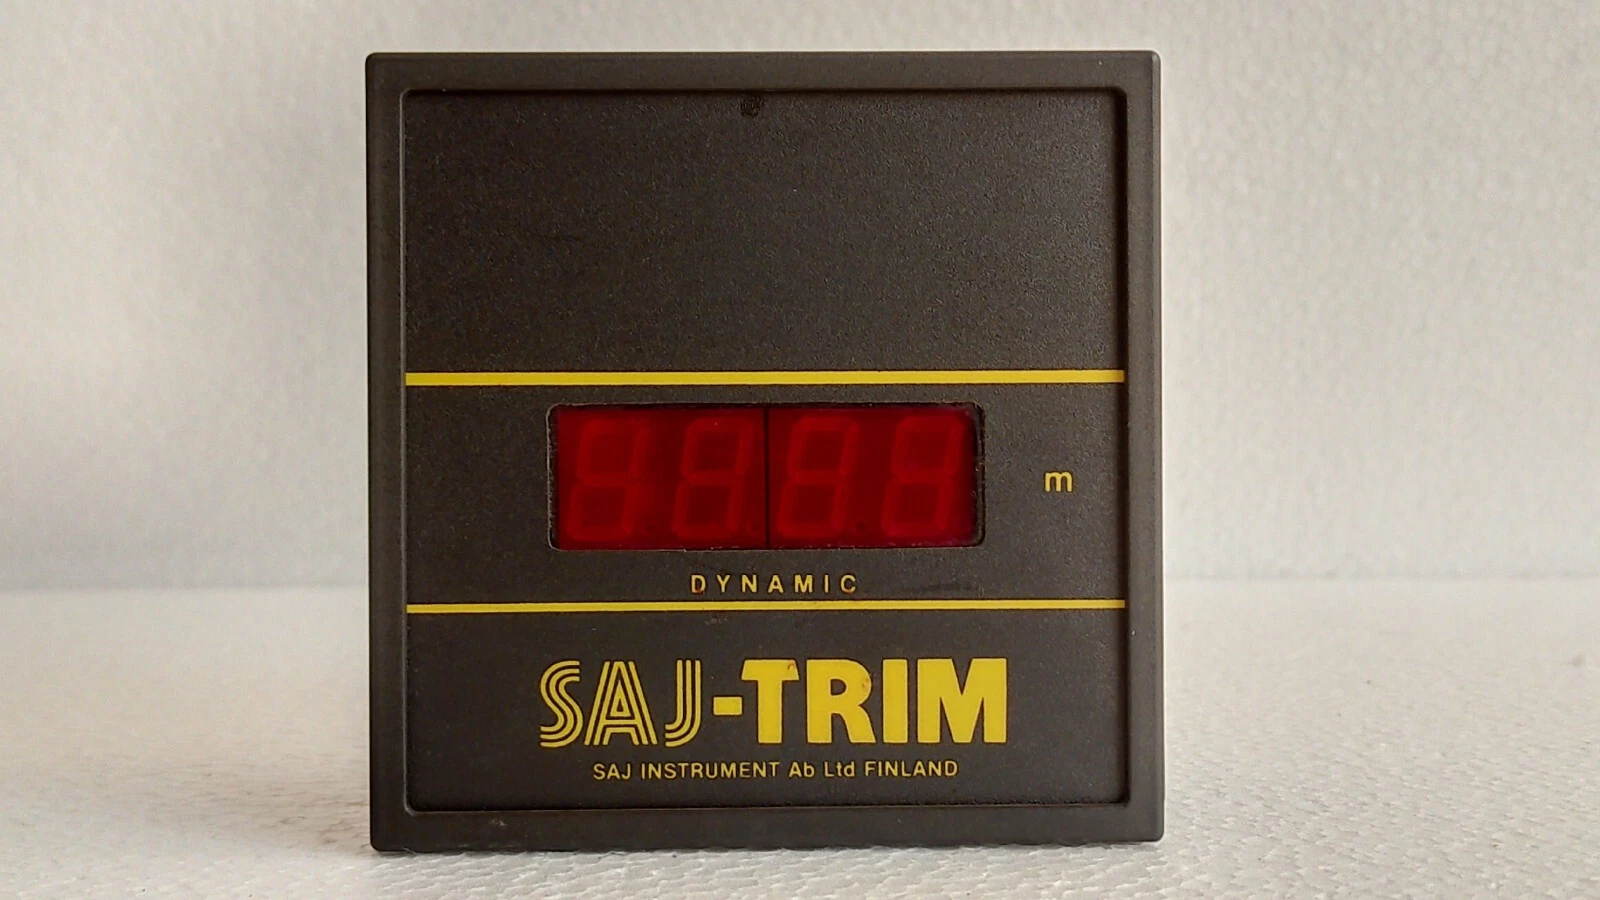 m
DYNAMIC
SAJ-TRIM
SAJ INSTRUMENT Ab Ltd FINLAND